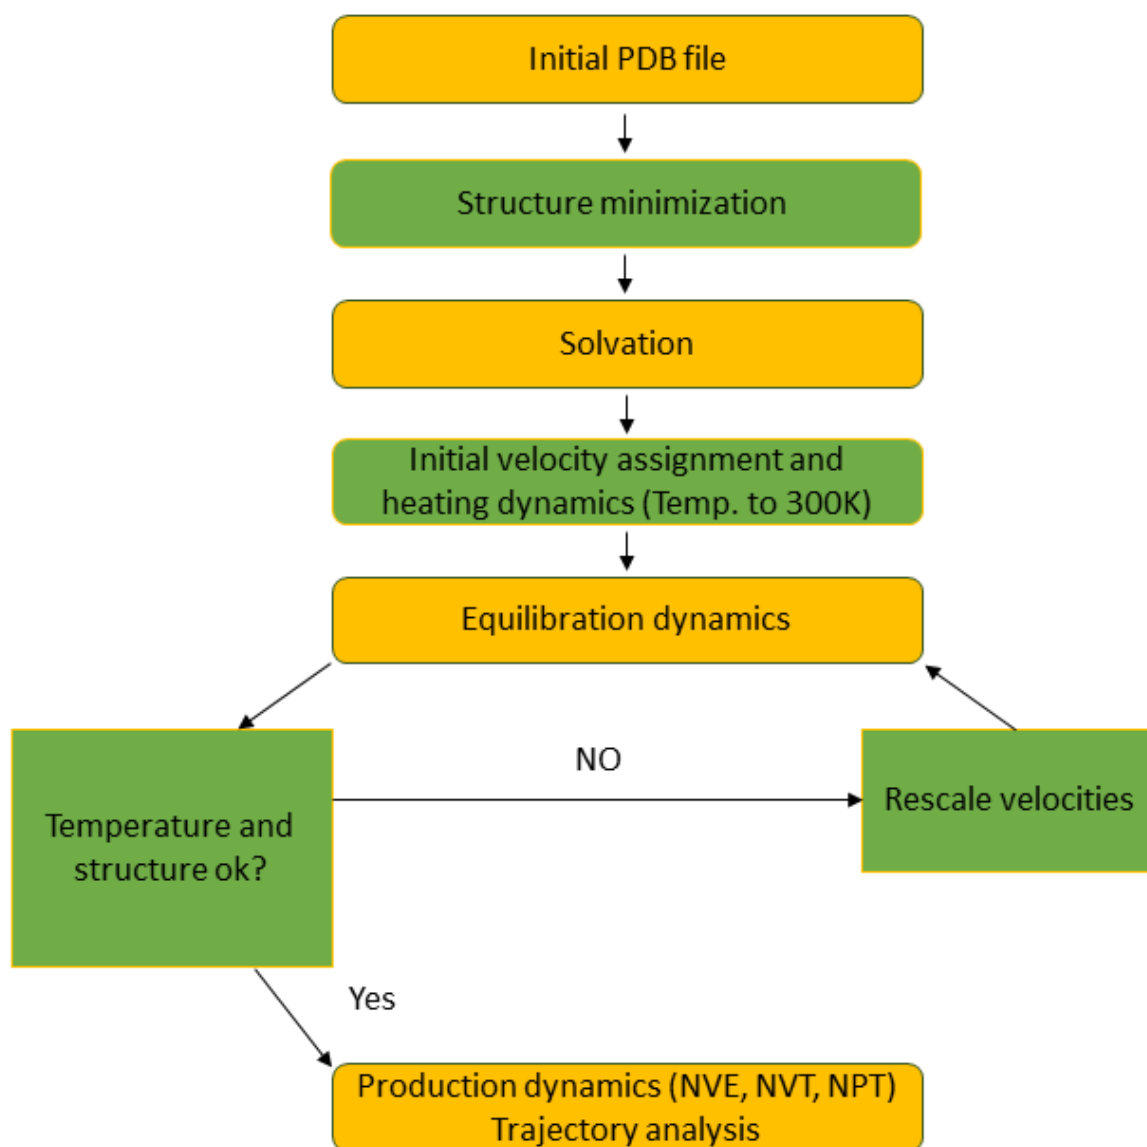 Initial PDB file
Structure minimization
Solvation
Initial velocity assignment and
heating dynamics (Temp. to 300K)
Equilibration dynamics
NO
Temperature and
structure ok?
Rescale velocities
Yes
Production dynamics (NVE, NVT, NPT)
Trajectory analysis